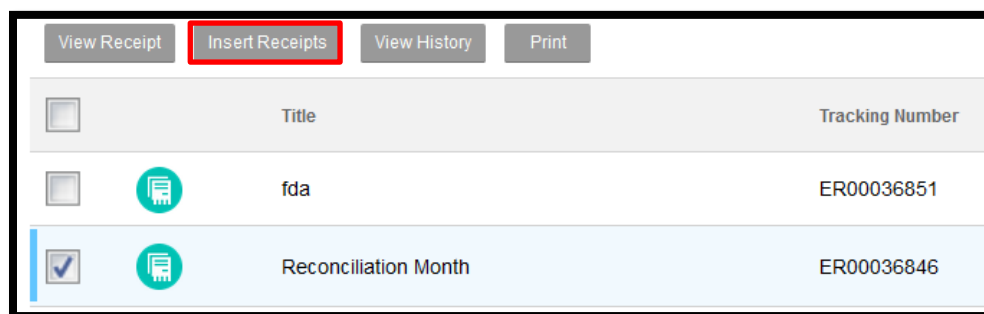 View Receipt Insert Receipts View History Print
Title Tracking Number
fda ER00036851
Reconciliation Month ER00036846